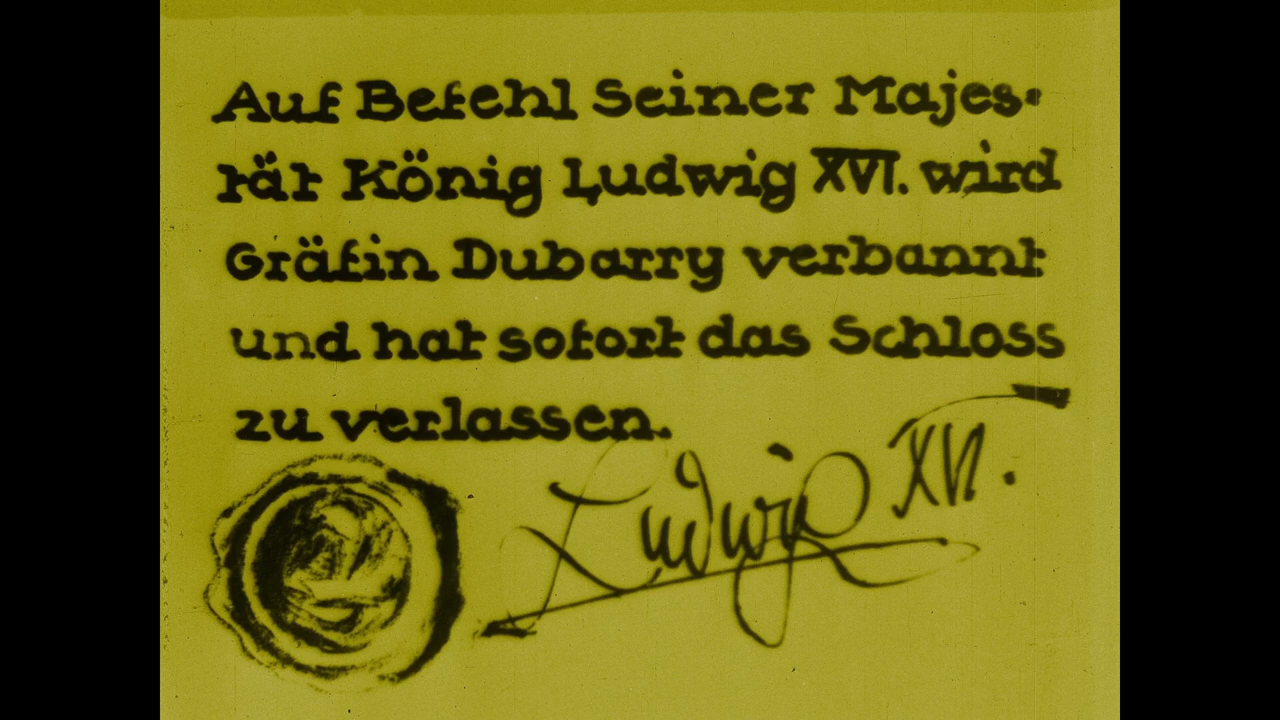 Auf Befehl Seiner Majes-
tät König Ludwig XVI. wird
Gräfin Dubarry verbannt
und hat sofort das Schloss
zu verlassen.
Ludwig XVI.